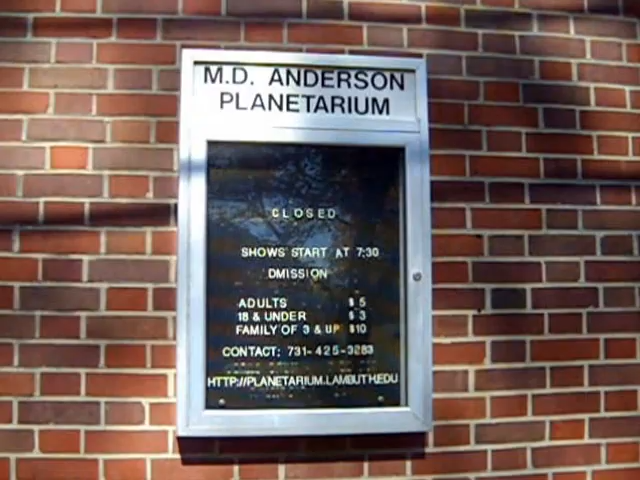 M.D. ANDERSON
PLANETARIUM
CLOSED
SHOWS START AT 7:30
DMISSION
ADULTS $ 5
18 & UNDER $ 3
FAMILY OF 3 & UP $10
CONTACT: 731-425-3283
HTTP://PLANETARIUM.LAMBUTH.EDU